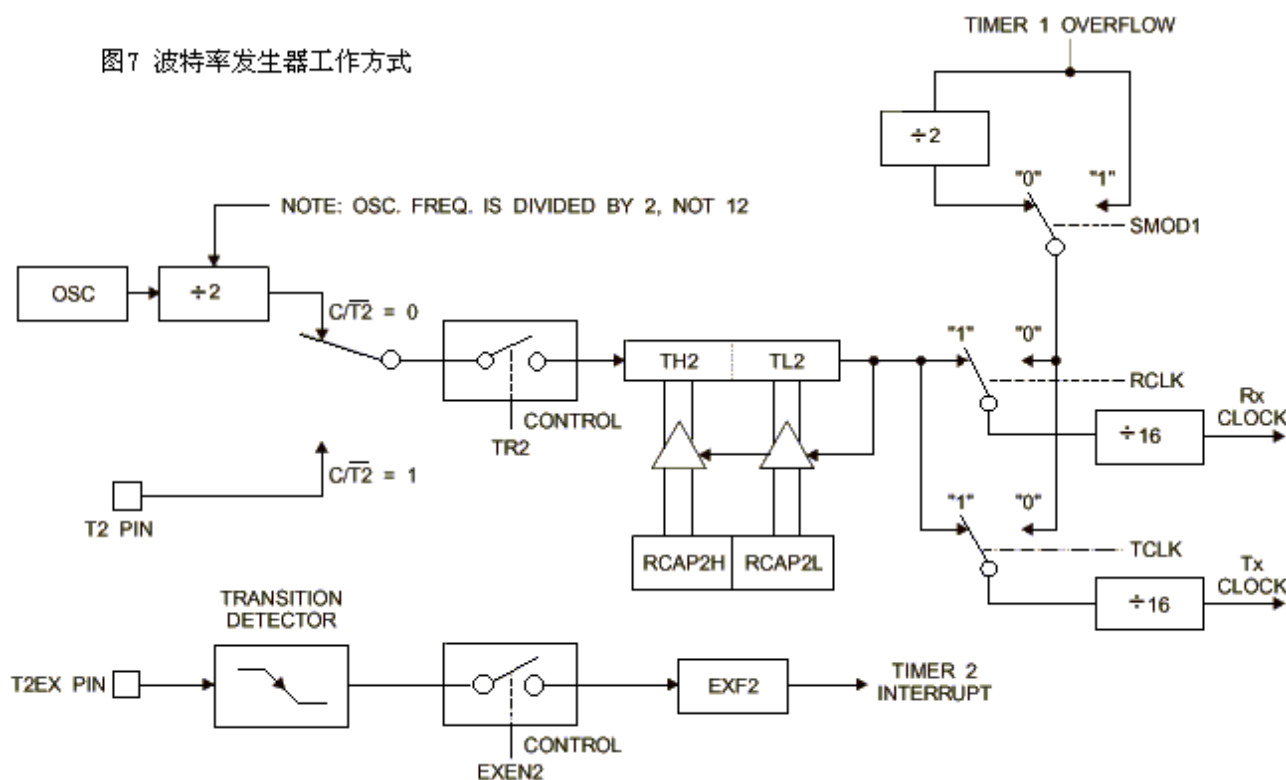 TIMER 1 OVERFLOW
图7 波特率发生器工作方式
÷2
"0" "1"
NOTE: OSC. FREQ. IS DIVIDED BY 2, NOT 12
SMOD1
OSC
÷2
C/T̅2̅ = 0
TH2 TL2
"1" "0"
RCLK
Rx
CLOCK
CONTROL
TR2
÷16
C/T̅2̅ = 1
T2 PIN
"1" "0"
RCAP2H RCAP2L
TCLK
Tx
CLOCK
÷16
TRANSITION
DETECTOR
T2EX PIN
EXF2
TIMER 2
INTERRUPT
CONTROL
EXEN2